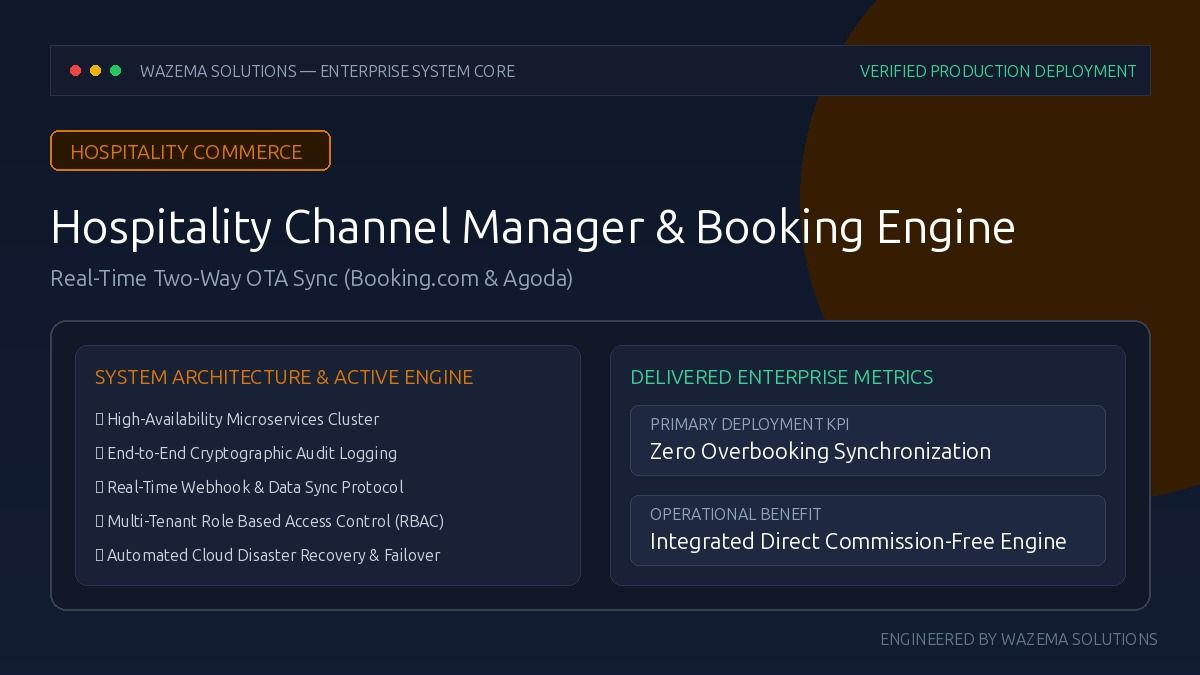 WAZEMA SOLUTIONS — ENTERPRISE SYSTEM CORE
VERIFIED PRODUCTION DEPLOYMENT
HOSPITALITY COMMERCE
Hospitality Channel Manager & Booking Engine
Real-Time Two-Way OTA Sync (Booking.com & Agoda)
SYSTEM ARCHITECTURE & ACTIVE ENGINE
High-Availability Microservices Cluster
End-to-End Cryptographic Audit Logging
Real-Time Webhook & Data Sync Protocol
Multi-Tenant Role Based Access Control (RBAC)
Automated Cloud Disaster Recovery & Failover
DELIVERED ENTERPRISE METRICS
PRIMARY DEPLOYMENT KPI
Zero Overbooking Synchronization
OPERATIONAL BENEFIT
Integrated Direct Commission-Free Engine
ENGINEERED BY WAZEMA SOLUTIONS